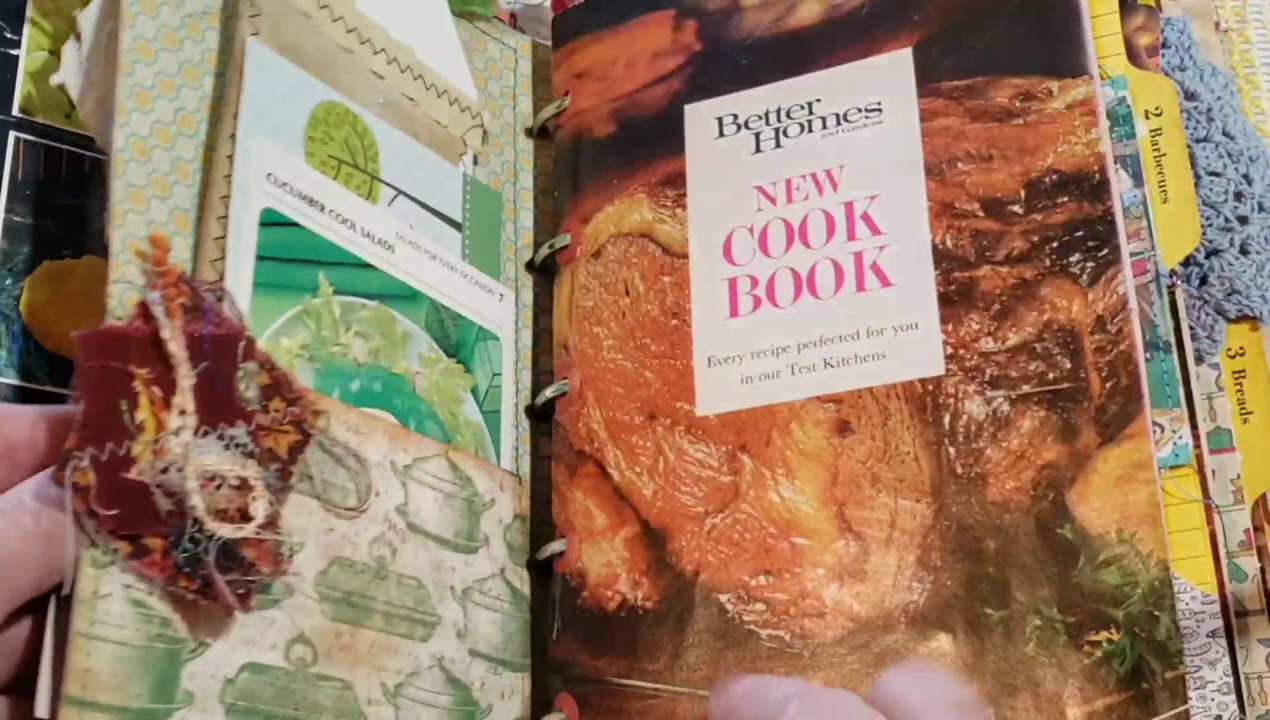 CUCUMBER COOL SALADS
SALADS FOR EVERY OCCASION 7
Better
Homes
and Gardens
NEW
COOK
BOOK
Every recipe perfected for you
in our Test Kitchens
2 Barbecues
3 Breads